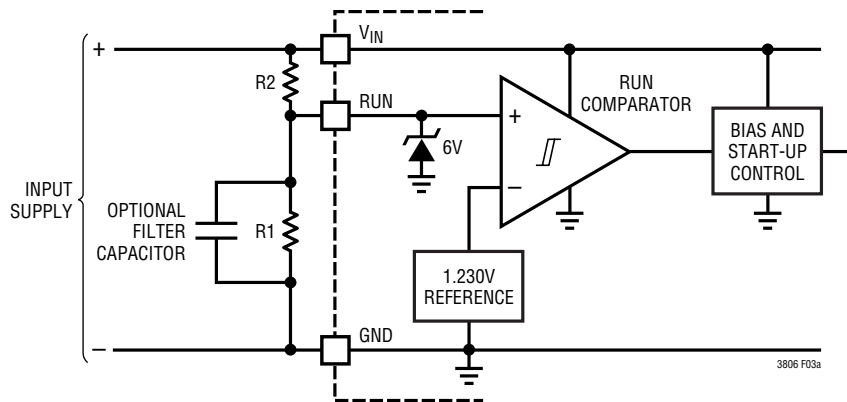 +
VIN
R2
RUN
RUN
COMPARATOR
+
6V
BIAS AND
START-UP
CONTROL
INPUT
SUPPLY
OPTIONAL
FILTER
CAPACITOR
R1
–
1.230V
REFERENCE
GND
–
3806 F03a